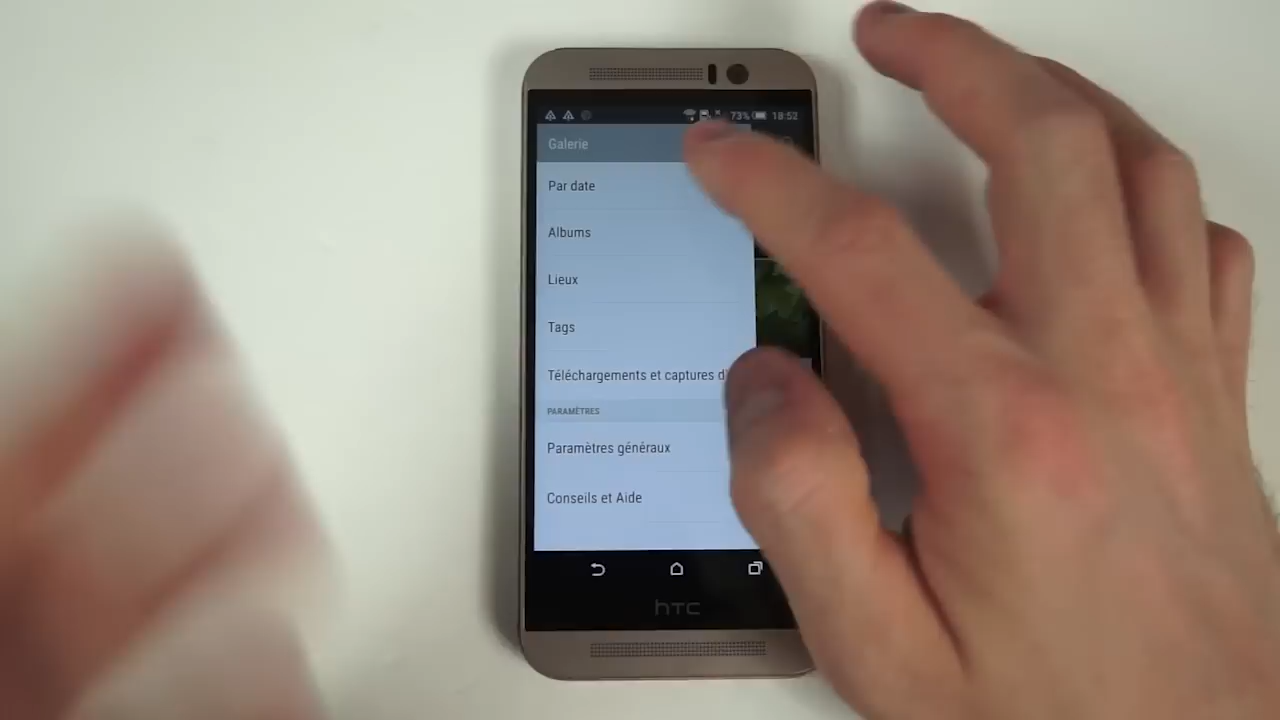 73% 18:52
Galerie
Par date
Albums
Lieux
Tags
Téléchargements et captures d
PARAMÈTRES
Paramètres généraux
Conseils et Aide
hTC